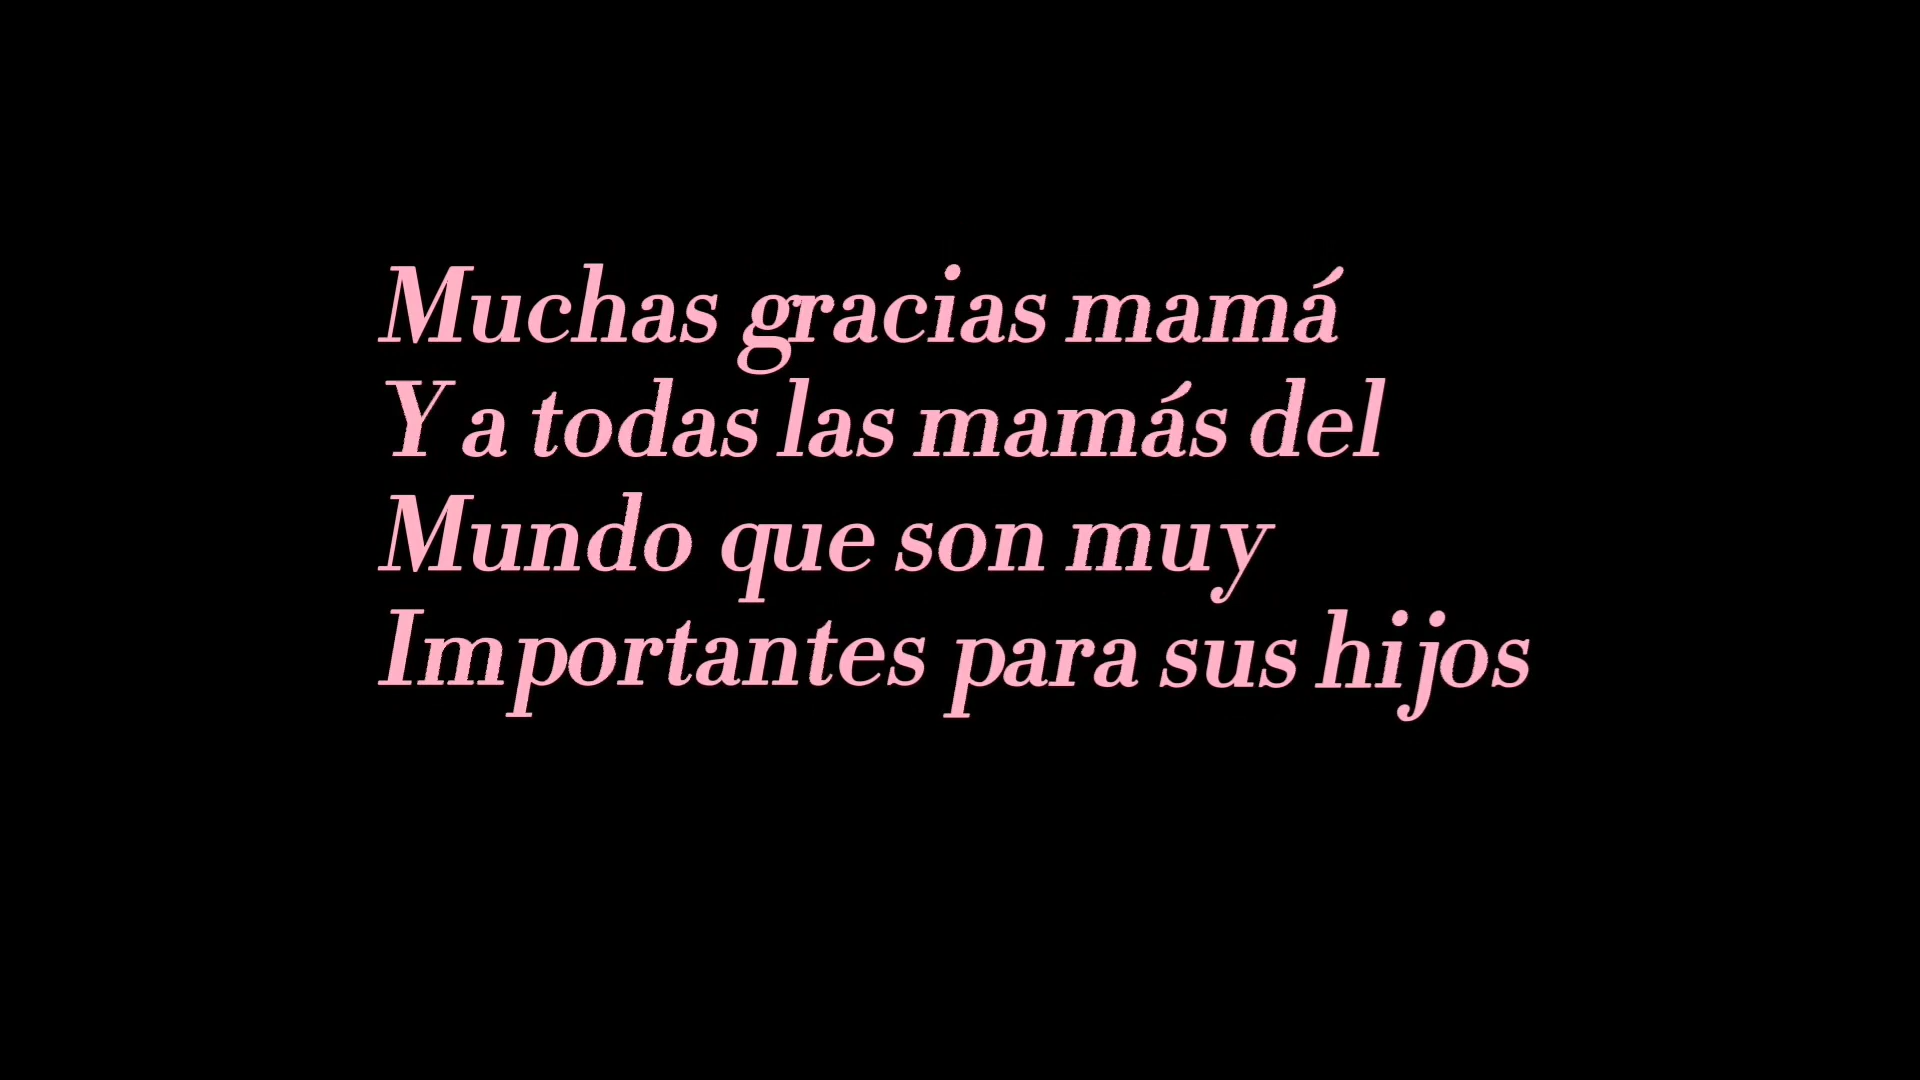 Muchas gracias mamá
Y a todas las mamás del
Mundo que son muy
Importantes para sus hijos